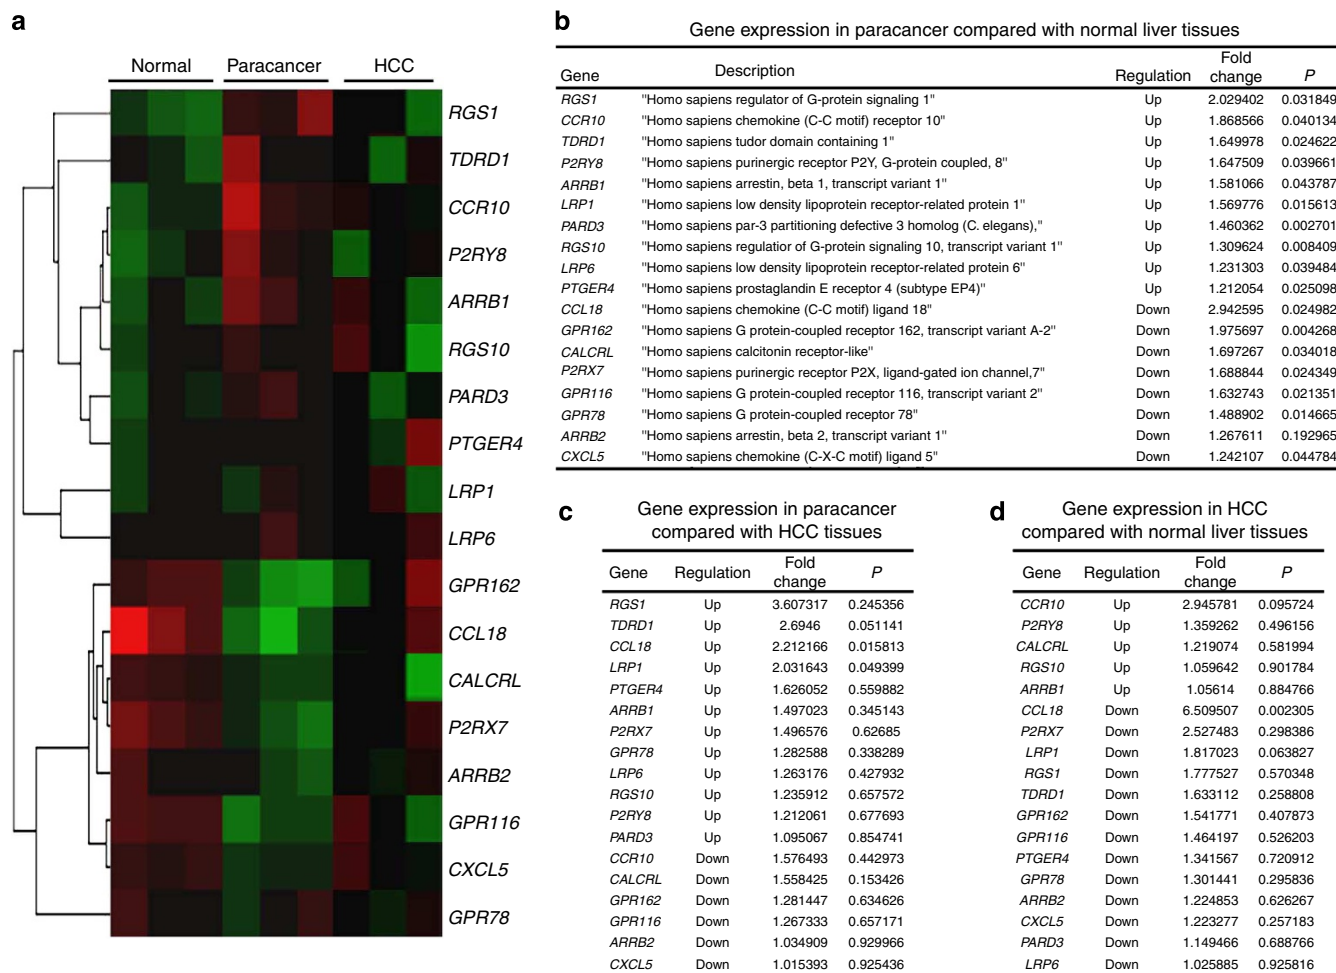 a
Normal Paracancer HCC
RGS1
TDRD1
CCR10
P2RY8
ARRB1
RGS10
PARD3
PTGER4
LRP1
LRP6
GPR162
CCL18
CALCRL
P2RX7
ARRB2
GPR116
CXCL5
GPR78
b
Gene expression in paracancer compared with normal liver tissues
Gene Description Regulation Fold change P
RGS1 "Homo sapiens regulator of G-protein signaling 1" Up 2.029402 0.031849
CCR10 "Homo sapiens chemokine (C-C motif) receptor 10" Up 1.868566 0.040134
TDRD1 "Homo sapiens tudor domain containing 1" Up 1.649978 0.024622
P2RY8 "Homo sapiens purinergic receptor P2Y, G-protein coupled, 8" Up 1.647509 0.039661
ARRB1 "Homo sapiens arrestin, beta 1, transcript variant 1" Up 1.581066 0.043787
LRP1 "Homo sapiens low density lipoprotein receptor-related protein 1" Up 1.569776 0.015613
PARD3 "Homo sapiens par-3 partitioning defective 3 homolog (C. elegans)," Up 1.460362 0.002701
RGS10 "Homo sapiens regulatior of G-protein signaling 10, transcript variant 1" Up 1.309624 0.008409
LRP6 "Homo sapiens low density lipoprotein receptor-related protein 6" Up 1.231303 0.039484
PTGER4 "Homo sapiens prostaglandin E receptor 4 (subtype EP4)" Up 1.212054 0.025098
CCL18 "Homo sapiens chemokine (C-C motif) ligand 18" Down 2.942595 0.024982
GPR162 "Homo sapiens G protein-coupled receptor 162, transcript variant A-2" Down 1.975697 0.004268
CALCRL "Homo sapiens calcitonin receptor-like" Down 1.697267 0.034018
P2RX7 "Homo sapiens purinergic receptor P2X, ligand-gated ion channel,7" Down 1.688844 0.024349
GPR116 "Homo sapiens G protein-coupled receptor 116, transcript variant 2" Down 1.632743 0.021351
GPR78 "Homo sapiens G protein-coupled receptor 78" Down 1.488902 0.014665
ARRB2 "Homo sapiens arrestin, beta 2, transcript variant 1" Down 1.267611 0.192965
CXCL5 "Homo sapiens chemokine (C-X-C motif) ligand 5" Down 1.242107 0.044784
c
Gene expression in paracancer
compared with HCC tissues
Gene Regulation Fold change P
RGS1 Up 3.607317 0.245356
TDRD1 Up 2.6946 0.051141
CCL18 Up 2.212166 0.015813
LRP1 Up 2.031643 0.049399
PTGER4 Up 1.626052 0.559882
ARRB1 Up 1.497023 0.345143
P2RX7 Up 1.496576 0.62685
GPR78 Up 1.282588 0.338289
LRP6 Up 1.263176 0.427932
RGS10 Up 1.235912 0.657572
P2RY8 Up 1.212061 0.677693
PARD3 Up 1.095067 0.854741
CCR10 Down 1.576493 0.442973
CALCRL Down 1.558425 0.153426
GPR162 Down 1.281447 0.634626
GPR116 Down 1.267333 0.657171
ARRB2 Down 1.034909 0.929966
CXCL5 Down 1.015393 0.925436
d
Gene expression in HCC
compared with normal liver tissues
Gene Regulation Fold change P
CCR10 Up 2.945781 0.095724
P2RY8 Up 1.359262 0.496156
CALCRL Up 1.219074 0.581994
RGS10 Up 1.059642 0.901784
ARRB1 Up 1.05614 0.884766
CCL18 Down 6.509507 0.002305
P2RX7 Down 2.527483 0.298386
LRP1 Down 1.817023 0.063827
RGS1 Down 1.777527 0.570348
TDRD1 Down 1.633112 0.258808
GPR162 Down 1.541771 0.407873
GPR116 Down 1.464197 0.526203
PTGER4 Down 1.341567 0.720912
GPR78 Down 1.301441 0.295836
ARRB2 Down 1.224853 0.626267
CXCL5 Down 1.223277 0.257183
PARD3 Down 1.149466 0.688766
LRP6 Down 1.025885 0.925816